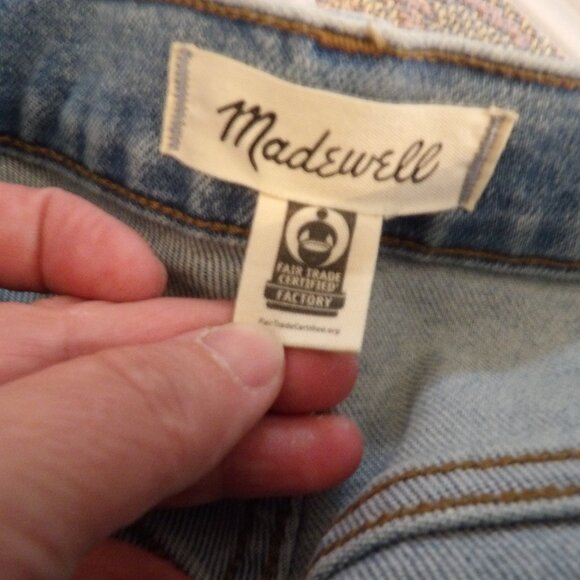 Madewell
FAIR TRADE
CERTIFIED
FACTORY
FairTradeCertified.org